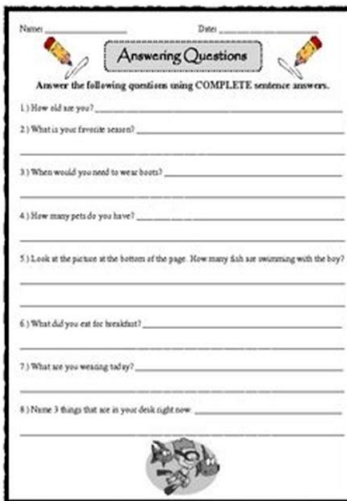 Name: Date:
Answering Questions
Answer the following questions using COMPLETE sentence answers.
1.) How old are you?
2.) What is your favorite season?
3.) When would you need to wear boots?
4.) How many pets do you have?
5.) Look at the picture at the bottom of the page. How many fish are swimming with the boy?
6.) What did you eat for breakfast?
7.) What are you wearing today?
8.) Name 3 things that are in your desk right now.